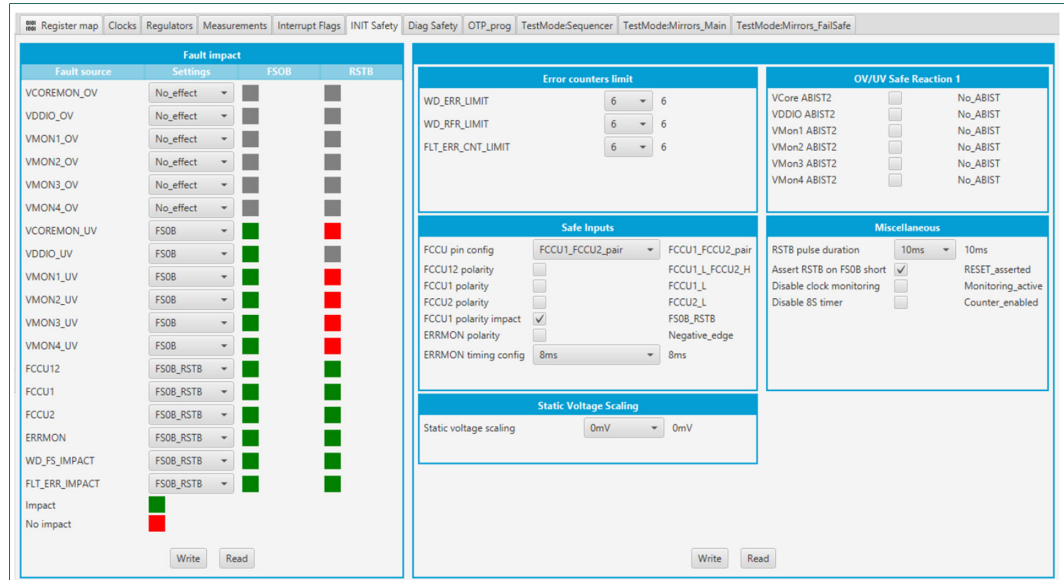 Register map Clocks Regulators Measurements Interrupt Flags INIT Safety Diag Safety OTP_prog TestMode:Sequencer TestMode:Mirrors_Main TestMode:Mirrors_FailSafe
Fault impact
Fault source Settings FSOB RSTB
VCOREMON_OV No_effect
VDDIO_OV No_effect
VMON1_OV No_effect
VMON2_OV No_effect
VMON3_OV No_effect
VMON4_OV No_effect
VCOREMON_UV FS0B
VDDIO_UV FS0B
VMON1_UV FS0B
VMON2_UV FS0B
VMON3_UV FS0B
VMON4_UV FS0B
FCCU12 FS0B_RSTB
FCCU1 FS0B_RSTB
FCCU2 FS0B_RSTB
ERRMON FS0B_RSTB
WD_FS_IMPACT FS0B_RSTB
FLT_ERR_IMPACT FS0B_RSTB
Impact
No impact
Write Read
Error counters limit
WD_ERR_LIMIT 6 6
WD_RFR_LIMIT 6 6
FLT_ERR_CNT_LIMIT 6 6
OV/UV Safe Reaction 1
VCore ABIST2 No_ABIST
VDDIO ABIST2 No_ABIST
VMon1 ABIST2 No_ABIST
VMon2 ABIST2 No_ABIST
VMon3 ABIST2 No_ABIST
VMon4 ABIST2 No_ABIST
Safe Inputs
FCCU pin config FCCU1_FCCU2_pair FCCU1_FCCU2_pair
FCCU12 polarity FCCU1_L_FCCU2_H
FCCU1 polarity FCCU1_L
FCCU2 polarity FCCU2_L
FCCU1 polarity impact FS0B_RSTB
ERRMON polarity Negative_edge
ERRMON timing config 8ms 8ms
Miscellaneous
RSTB pulse duration 10ms 10ms
Assert RSTB on FS0B short RESET_asserted
Disable clock monitoring Monitoring_active
Disable 8S timer Counter_enabled
Static Voltage Scaling
Static voltage scaling 0mV 0mV
Write Read